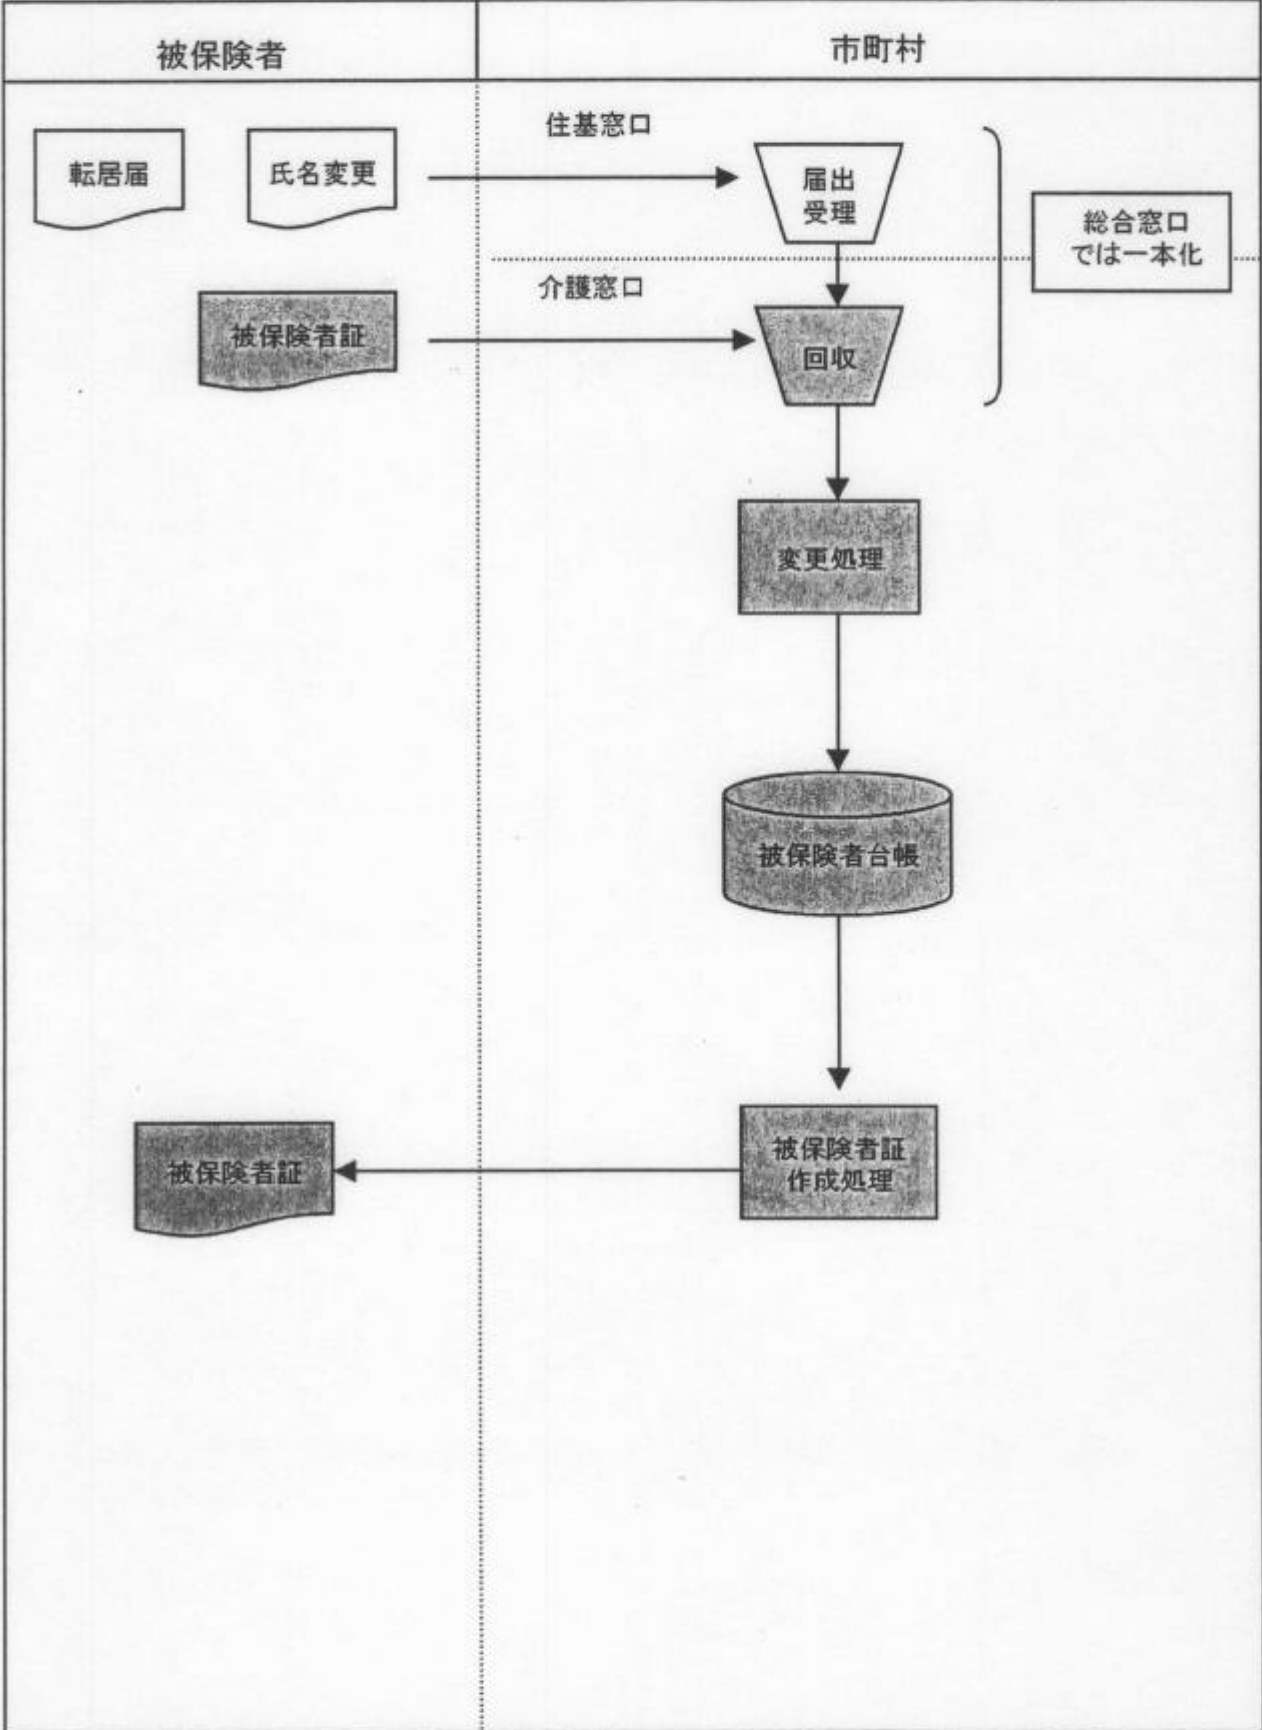 被保険者
市町村
住基窓口
転居届
氏名変更
届出
受理
総合窓口
では一本化
介護窓口
被保険者証
回収
変更処理
被保険者台帳
被保険者証
作成処理
被保険者証